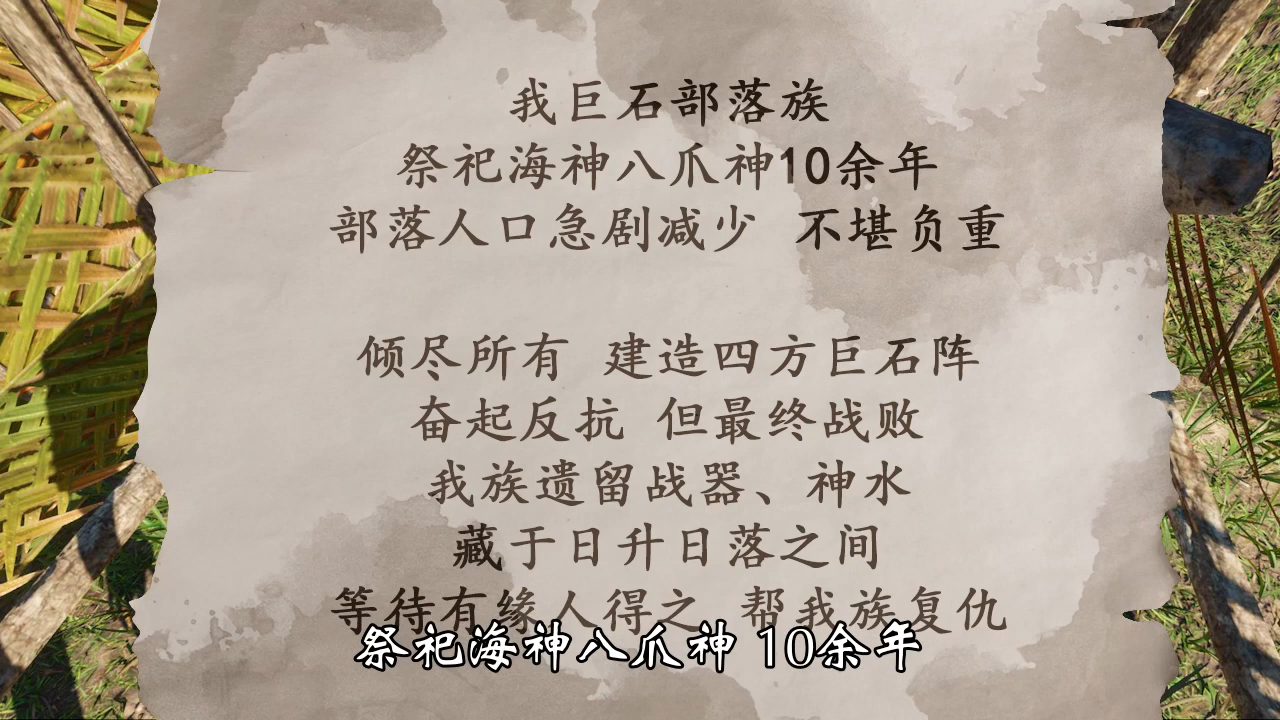 我巨石部落族
祭祀海神八爪神10余年
部落人口急剧减少 不堪负重
倾尽所有 建造四方巨石阵
奋起反抗 但最终战败
我族遗留战器、神水
藏于日升日落之间
等待有缘人得之 帮我族复仇
祭祀海神八爪神 10余年